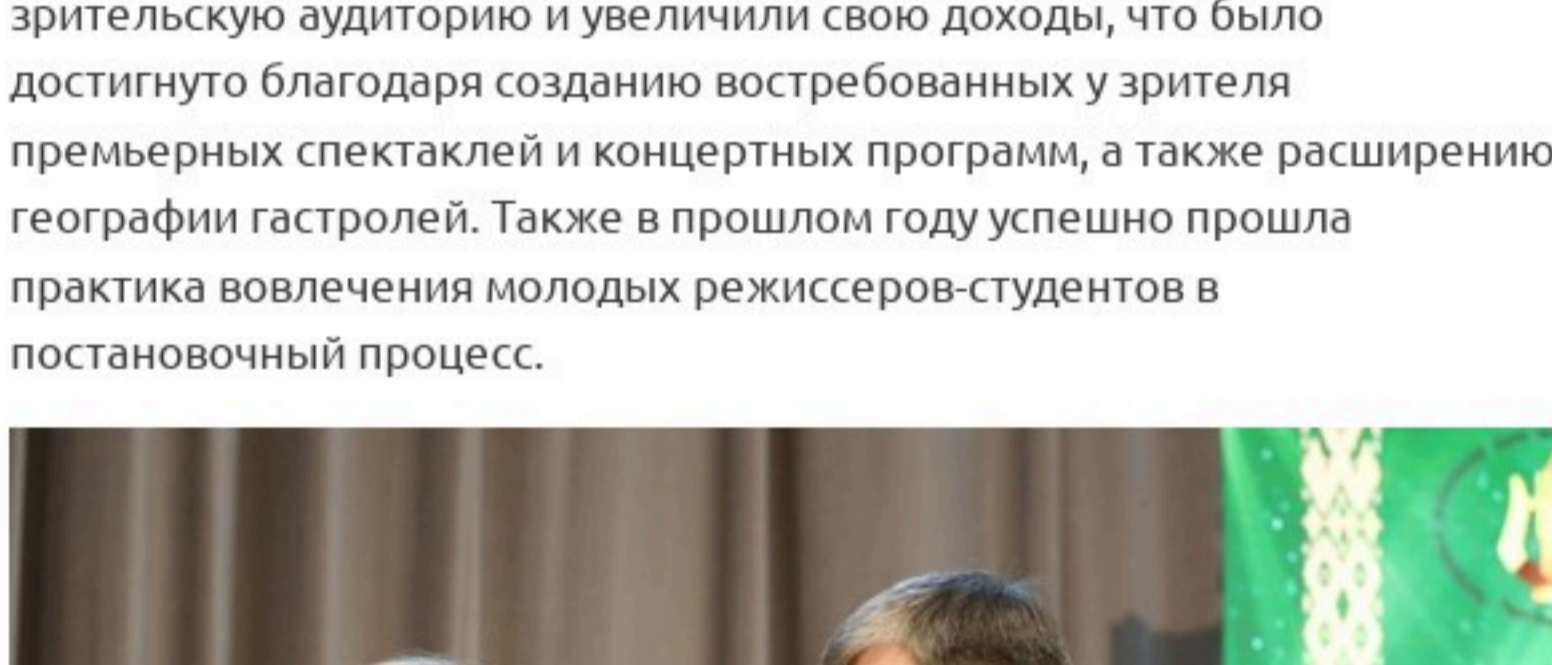 зрительскую аудиторию и увеличили свою доходы, что было
достигнуто благодаря созданию востребованных у зрителя
премьерных спектаклей и концертных программ, а также расширению
географии гастролей. Также в прошлом году успешно прошла
практика вовлечения молодых режиссеров-студентов в
постановочный процесс.